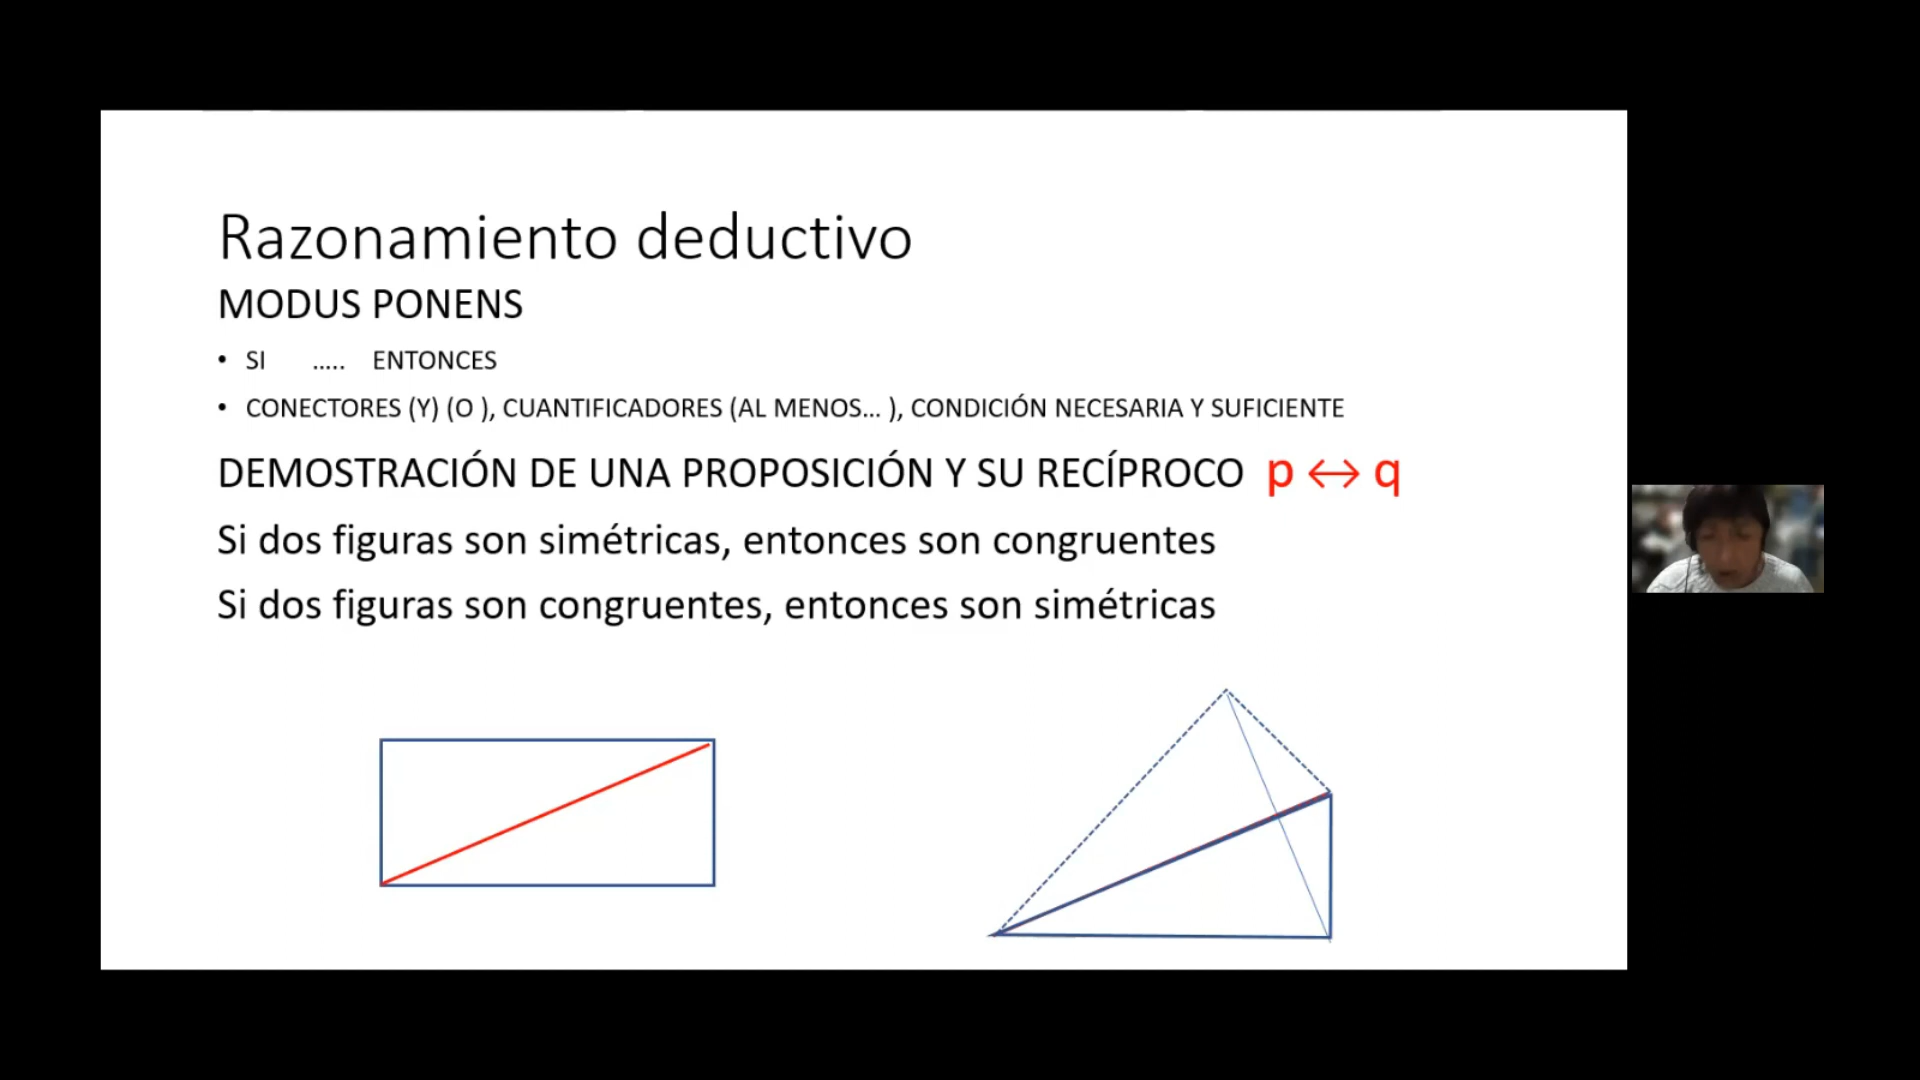 Razonamiento deductivo
MODUS PONENS
• SI ..... ENTONCES
• CONECTORES (Y) (O ), CUANTIFICADORES (AL MENOS... ), CONDICIÓN NECESARIA Y SUFICIENTE
DEMOSTRACIÓN DE UNA PROPOSICIÓN Y SU RECÍPROCO p ↔ q
Si dos figuras son simétricas, entonces son congruentes
Si dos figuras son congruentes, entonces son simétricas